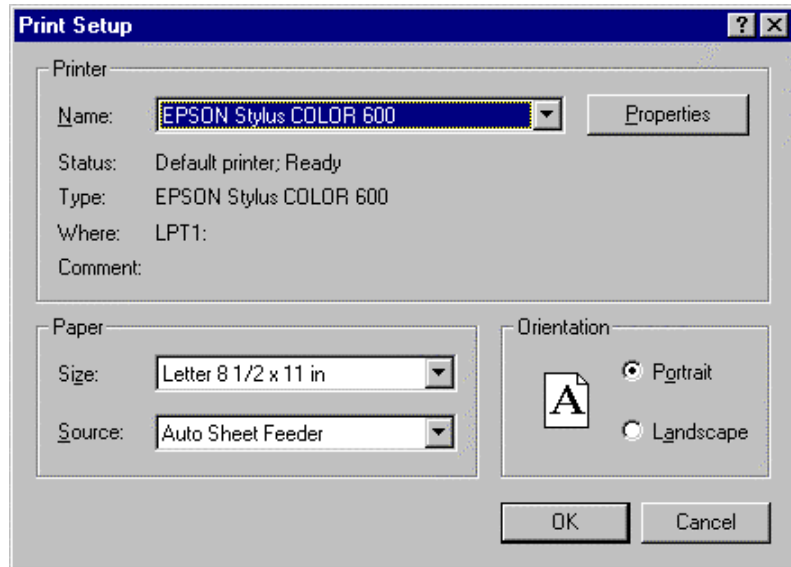 Print Setup
Printer
Name: EPSON Stylus COLOR 600 Properties
Status: Default printer; Ready
Type: EPSON Stylus COLOR 600
Where: LPT1:
Comment:
Paper
Size: Letter 8 1/2 x 11 in
Source: Auto Sheet Feeder
Orientation
A
Portrait
Landscape
OK Cancel